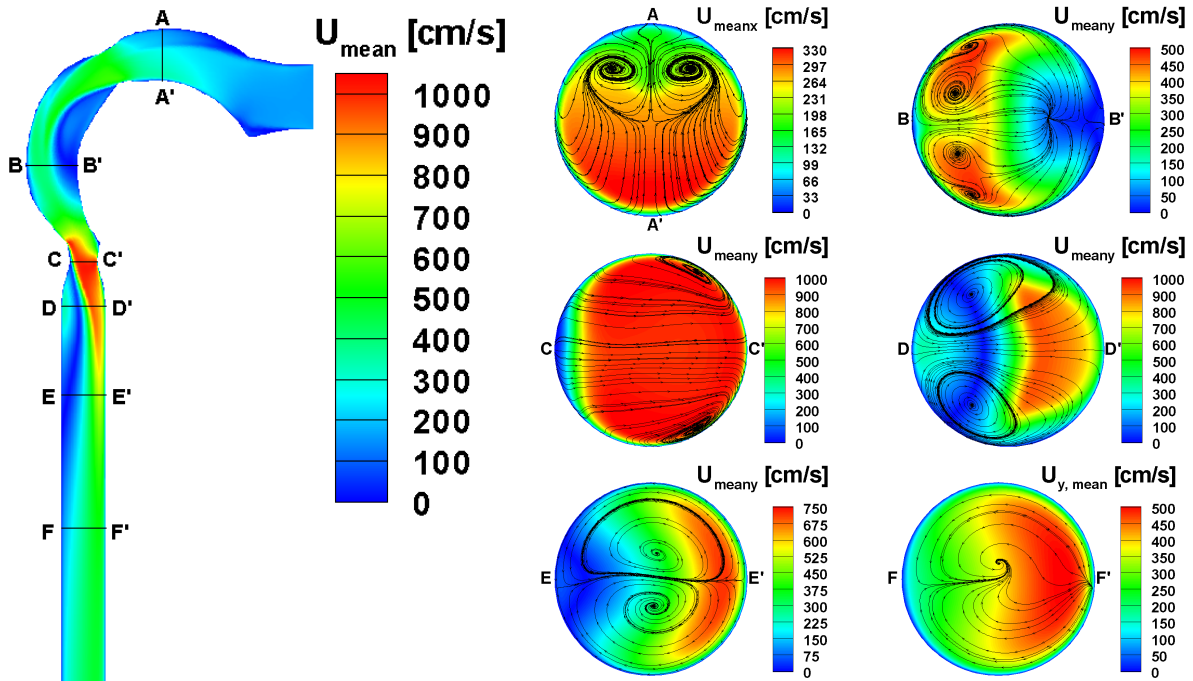 A
A'
B
B'
C
C'
D
D'
E
E'
F
F'
U mean [cm/s]
1000
900
800
700
600
500
400
300
200
100
0
U meanx [cm/s]
A
A'
330
297
264
231
198
165
132
99
66
33
0
U meany [cm/s]
B
B'
500
450
400
350
300
250
200
150
100
50
0
U meany [cm/s]
C
C'
1000
900
800
700
600
500
400
300
200
100
0
U meany [cm/s]
D
D'
1000
900
800
700
600
500
400
300
200
100
0
U meany [cm/s]
E
E'
750
675
600
525
450
375
300
225
150
75
0
U y, mean [cm/s]
F
F'
500
450
400
350
300
250
200
150
100
50
0